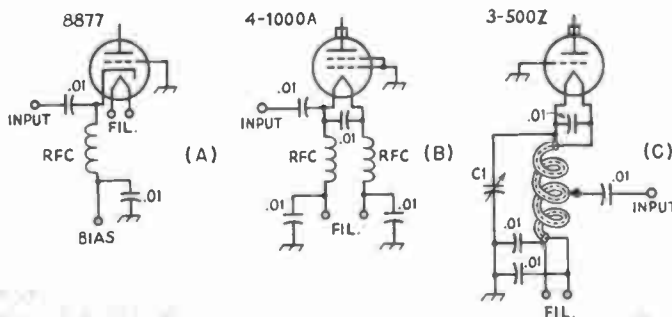 8877
.01
INPUT
FIL.
RFC
(A)
.01
BIAS
4-1000A
.01
INPUT
.01
RFC
RFC
(B)
.01
.01
FIL.
3-500Z
.01
C1
(C)
.01
INPUT
.01
.01
FIL.